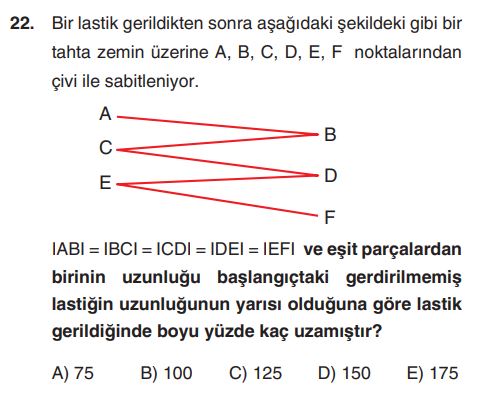 22. Bir lastik gerildikten sonra aşağıdaki şekildeki gibi bir
tahta zemin üzerine A, B, C, D, E, F noktalarından
çivi ile sabitleniyor.
A
B
C
D
E
F
IABI = IBCI = ICDI = IDEI = IEFI ve eşit parçalardan
birinin uzunluğu başlangıçtaki gerdirilmemiş
lastiğin uzunluğunun yarısı olduğuna göre lastik
gerildiğinde boyu yüzde kaç uzamıştır?
A) 75 B) 100 C) 125 D) 150 E) 175